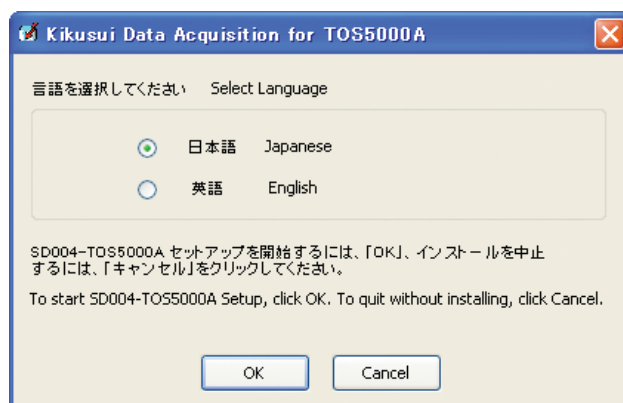 Kikusui Data Acquisition for TOS5000A
言語を選択してください Select Language
日本語 Japanese
英語 English
SD004-TOS5000A セットアップを開始するには、「OK」、インストールを中止
するには、「キャンセル」をクリックしてください。
To start SD004-TOS5000A Setup, click OK. To quit without installing, click Cancel.
OK Cancel